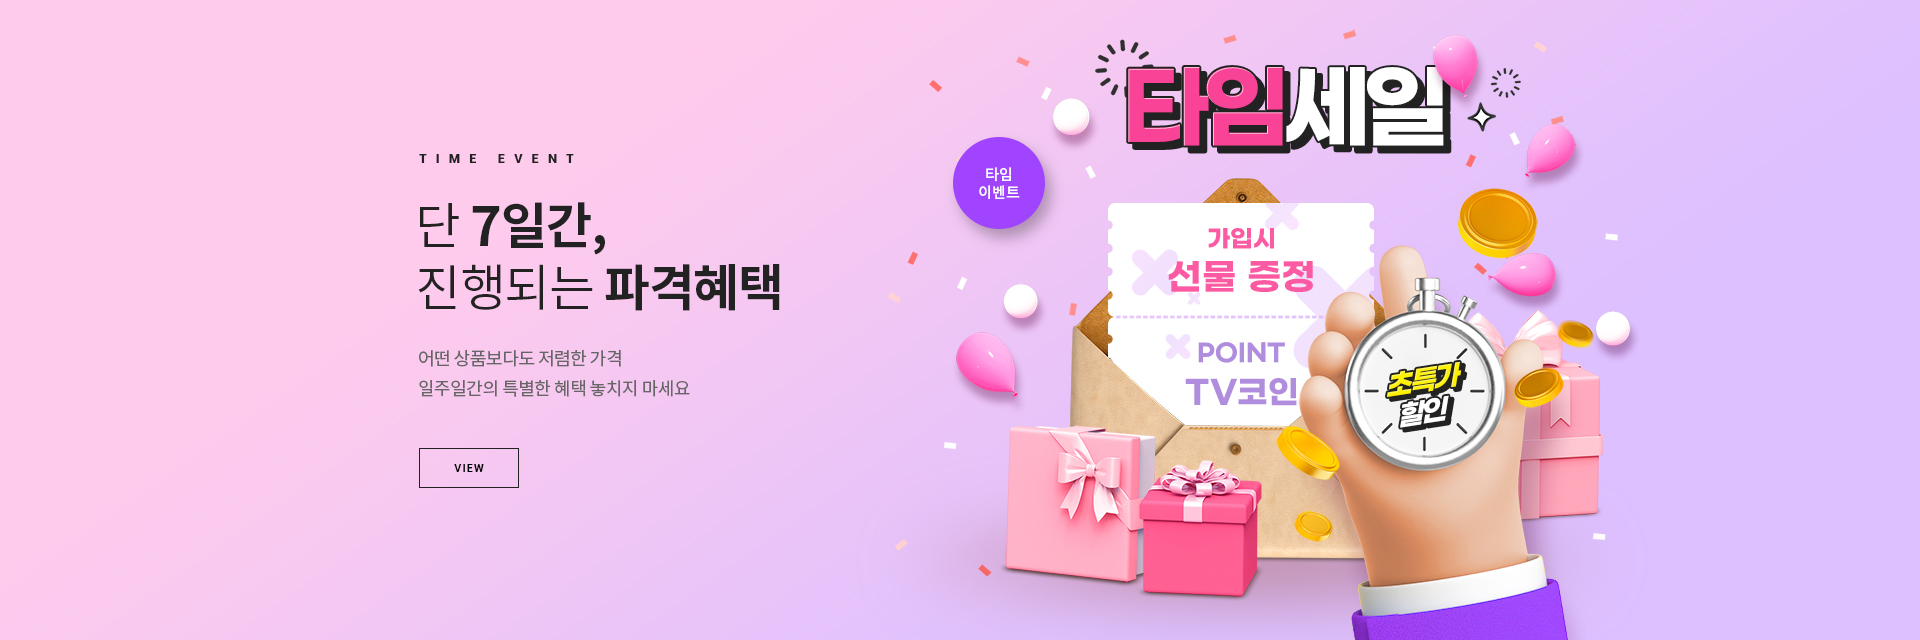 TIME EVENT
단 7일간,
진행되는 파격혜택
어떤 상품보다도 저렴한 가격
일주일간의 특별한 혜택 놓치지 마세요
VIEW
타임세일
타임
이벤트
가입시
선물 증정
POINT
TV코인
초특가
할인